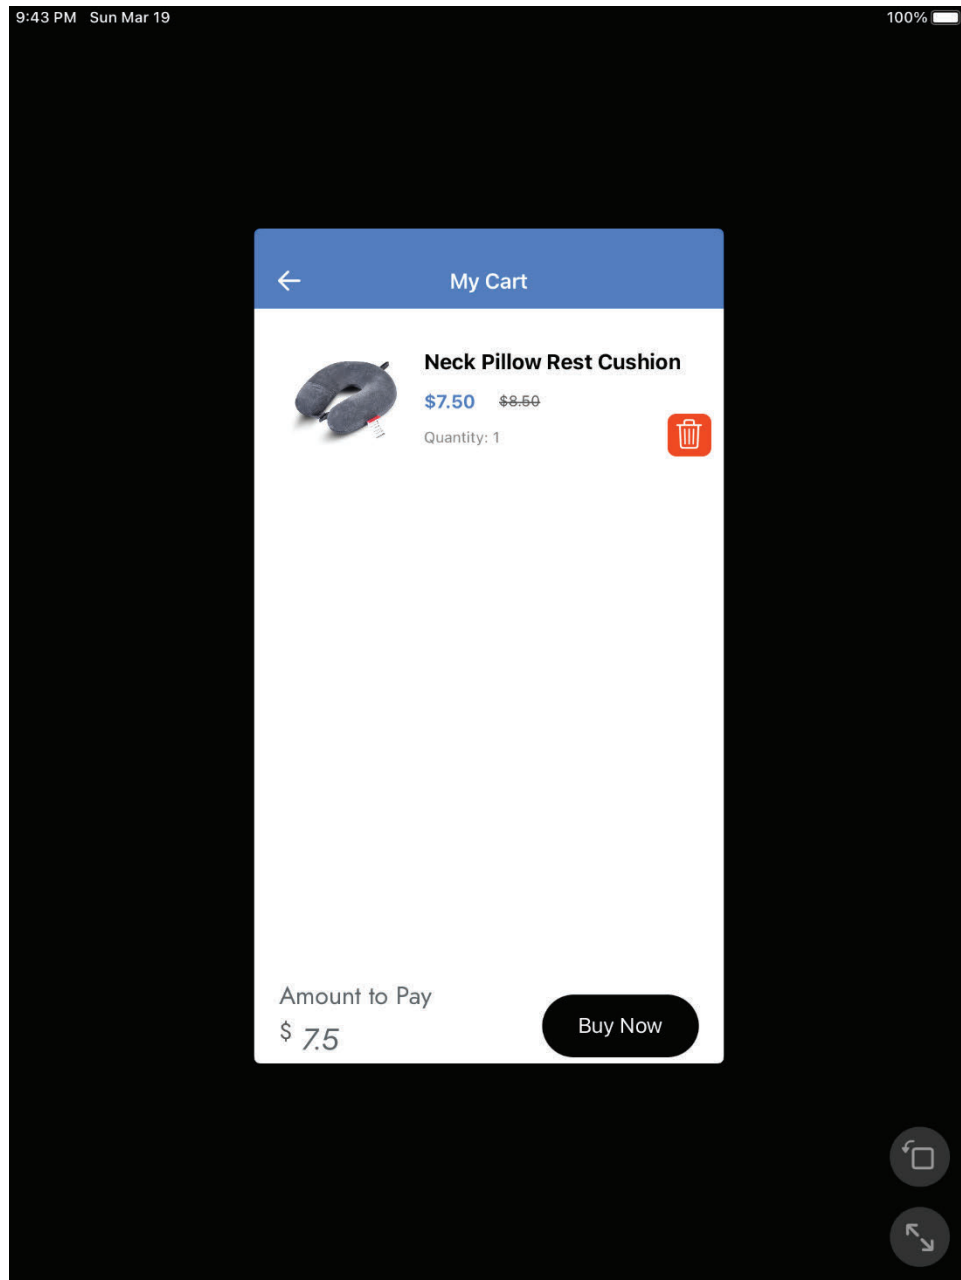 9:43 PM Sun Mar 19 100%
My Cart
Neck Pillow Rest Cushion
$7.50 $8.50
Quantity: 1
Amount to Pay
$ 7.5
Buy Now